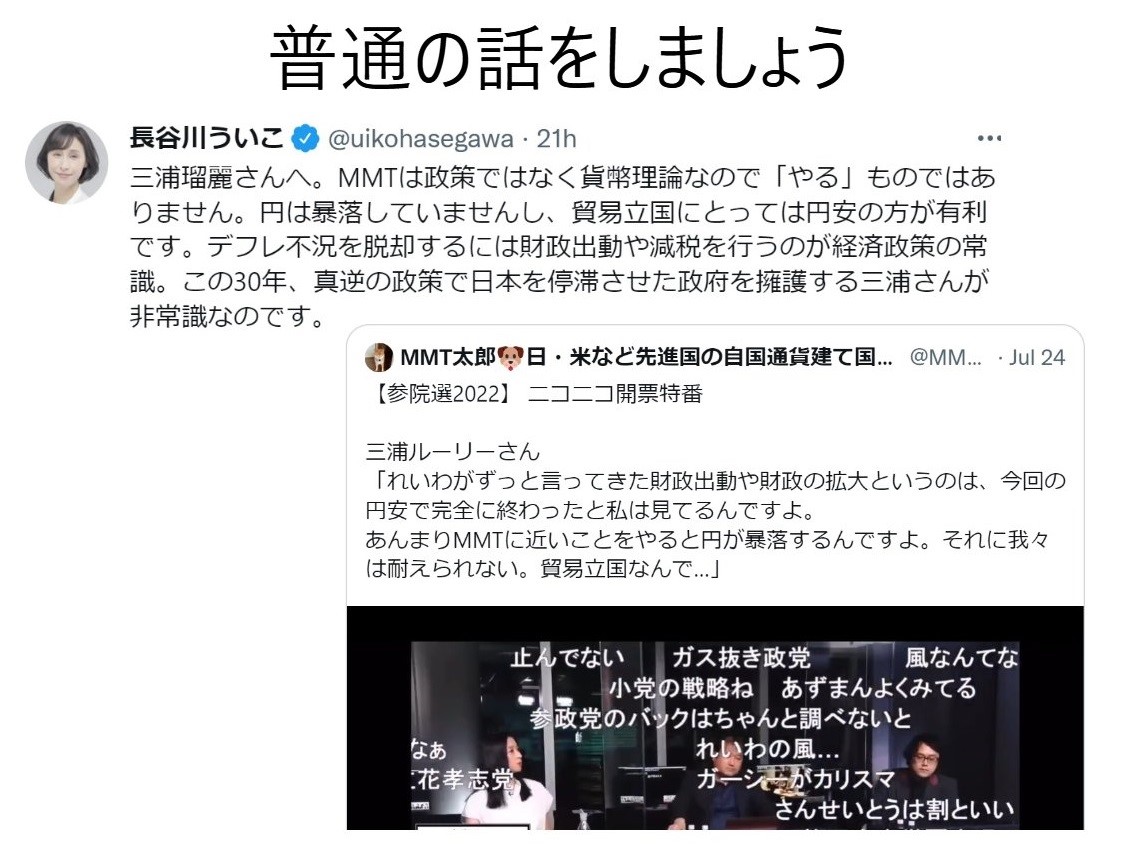 普通の話をしましょう
長谷川ういこ @uikohasegawa · 21h
三浦瑠麗さんへ。MMTは政策ではなく貨幣理論なので「やる」ものではあ
りません。円は暴落していませんし、貿易立国にとっては円安の方が有利
です。デフレ不況を脱却するには財政出動や減税を行うのが経済政策の常
識。この30年、真逆の政策で日本を停滞させた政府を擁護する三浦さんが
非常識なのです。
MMT太郎🐶日・米など先進国の自国通貨建て国... @MM... · Jul 24
【参院選2022】 ニコニコ開票特番
三浦ルーリーさん
「れいわがずっと言ってきた財政出動や財政の拡大というのは、今回の
円安で完全に終わったと私は見てるんですよ。
あんまりMMTに近いことをやると円が暴落するんですよ。それに我々
は耐えられない。貿易立国なんで...」
止んでない ガス抜き政党 風なんてな
小党の戦略ね あずまんよくみてる
参政党のバックはちゃんと調べないと
なぁ れいわの風...
花孝志党 ガーシーがカリスマ
さんせいとうは割といい